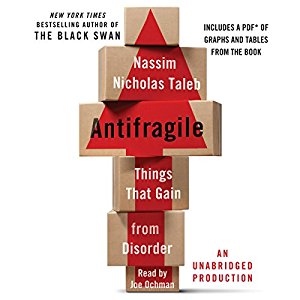 NEW YORK TIMES
BESTSELLING AUTHOR OF
THE BLACK SWAN
INCLUDES A PDF* OF
GRAPHS AND TABLES
FROM THE BOOK
Nassim
Nicholas Taleb
Antifragile
Things
That Gain
from
Disorder
Read by
Joe Ochman
AN
UNABRIDGED
PRODUCTION